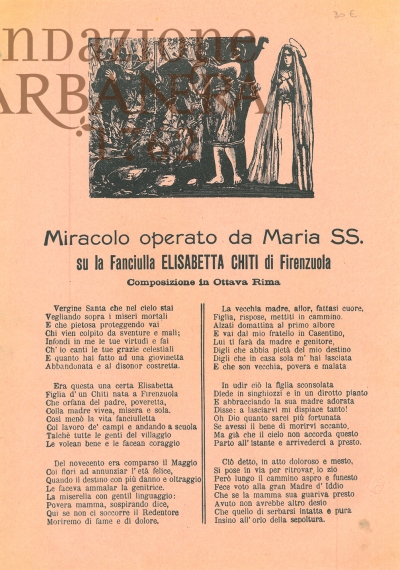 20 €
ndazione
ARBANERA
1762
Miracolo operato da Maria SS.
su la Fanciulla ELISABETTA CHITI di Firenzuola
Composizione in Ottava Rima
Vergine Santa che nel cielo stai
Vegliando sopra i miseri mortali
E che pietosa proteggendo vai
Chi vien colpito da sventure e mali;
Infondi in me le tue virtudi e fai
Ch'io canti le tue grazie celestiali
E quanto hai fatto ad una giovinetta
Abbandonata e al disonor costretta.
Era questa una certa Elisabetta
Figlia d'un Chiti nata a Firenzuola
Che orfana del padre, poveretta,
Colla madre vivea, misera e sola.
Così menò la vita fanciulletta
Col lavoro de' campi e andando a scuola
Talchè tutte le genti del villaggio
Le volean bene e le facean coraggio
Del novecento era comparso il Maggio
Coi fiori ad annunziar l'età felice,
Quando il destino con più danno e oltraggio
Le faceva ammalar la genitrice.
La miserella con gentil linguaggio:
Povera mamma, sospirando dice,
Qui se non ci soccorre il Redentore
Moriremo di fame e di dolore.
La vecchia madre, allor, fattasi cuore,
Figlia, rispose, mettiti in cammino.
Alzati domattina al primo albore
E vai dal mio fratello in Casentino,
Lui ti farà da madre e genitore,
Digli che abbia pietà del mio destino
Digli che in casa sola m'hai lasciata
E che son vecchia, povera e malata
In udir ciò la figlia sconsolata
Diede in singhiozzi e in un dirotto pianto
E abbracciando la sua madre adorata
Disse: a lasciarvi mi dispiace tanto!
Oh Dio quanto sarei più fortunata
Se avessi il bene di morirvi accanto,
Ma già che il cielo non accorda questo
Parto all'istante e arrivederci a presto.
Ciò detto, in atto doloroso e mesto,
Si pose in via per ritrovar lo zio
Però lungo il cammino aspro e funesto
Fece voto alla gran Madre d'Iddio
Che se la mamma sua guariva presto
Avuto non avrebbe altro desio
Che quello di serbarsi intatta e pura
Insino all'orlo della sepoltura.